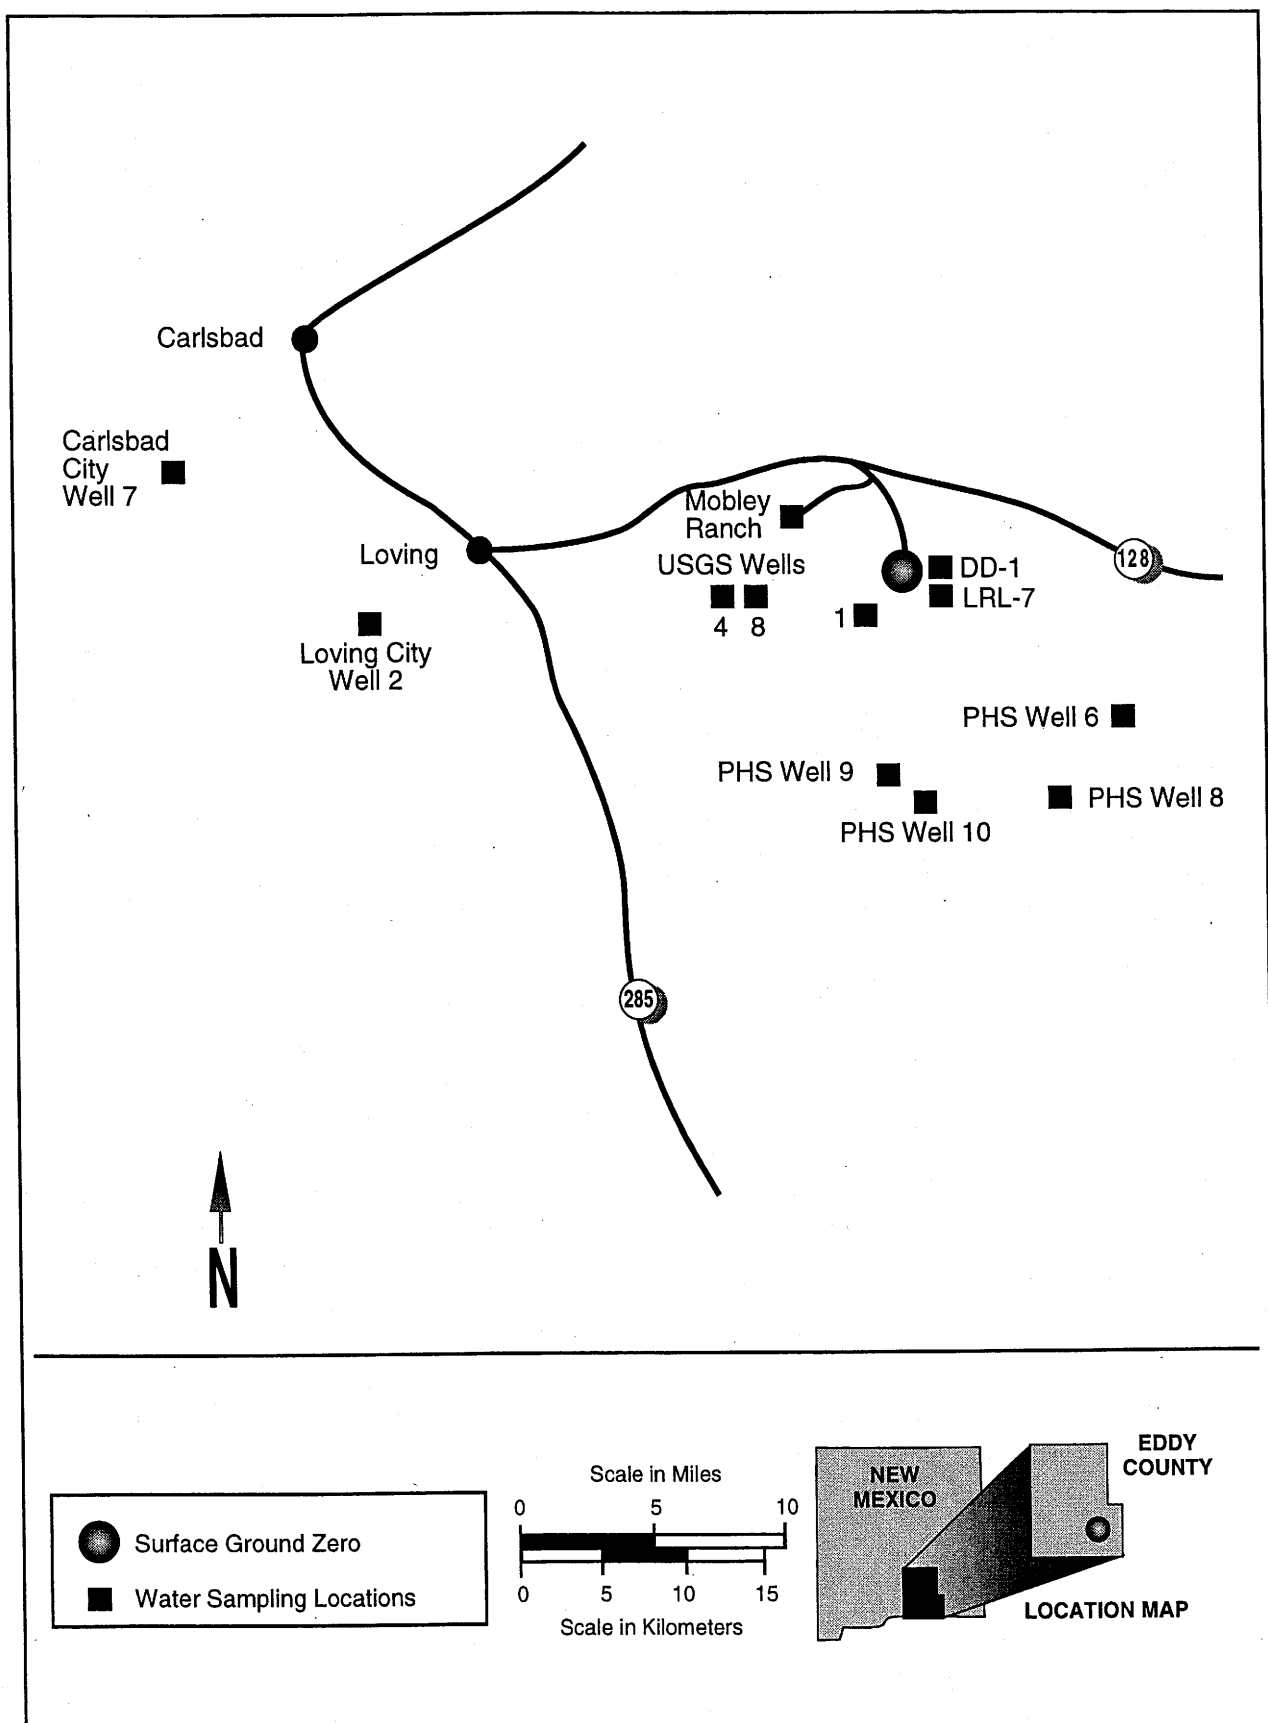 Carlsbad
Carlsbad
City
Well 7
Mobley
Ranch
Loving
USGS Wells
4 8
1
DD-1
LRL-7
128
Loving City
Well 2
PHS Well 6
PHS Well 9
PHS Well 8
PHS Well 10
285
N
Surface Ground Zero
Water Sampling Locations
Scale in Miles
0 5 10
0 5 10 15
Scale in Kilometers
NEW
MEXICO
EDDY
COUNTY
LOCATION MAP